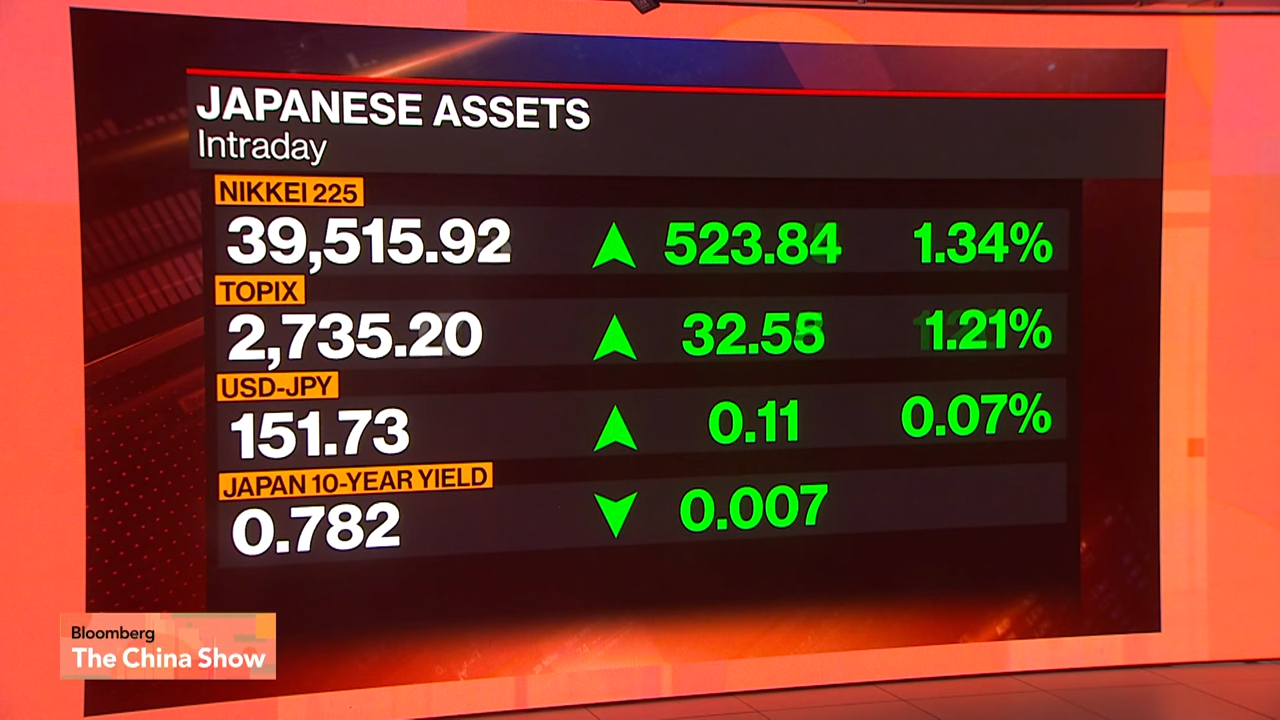 JAPANESE ASSETS
Intraday
NIKKEI 225
39,515.92 523.84 1.34%
TOPIX
2,735.20 32.55 1.21%
USD-JPY
151.73 0.11 0.07%
JAPAN 10-YEAR YIELD
0.782 0.007
Bloomberg
The China Show